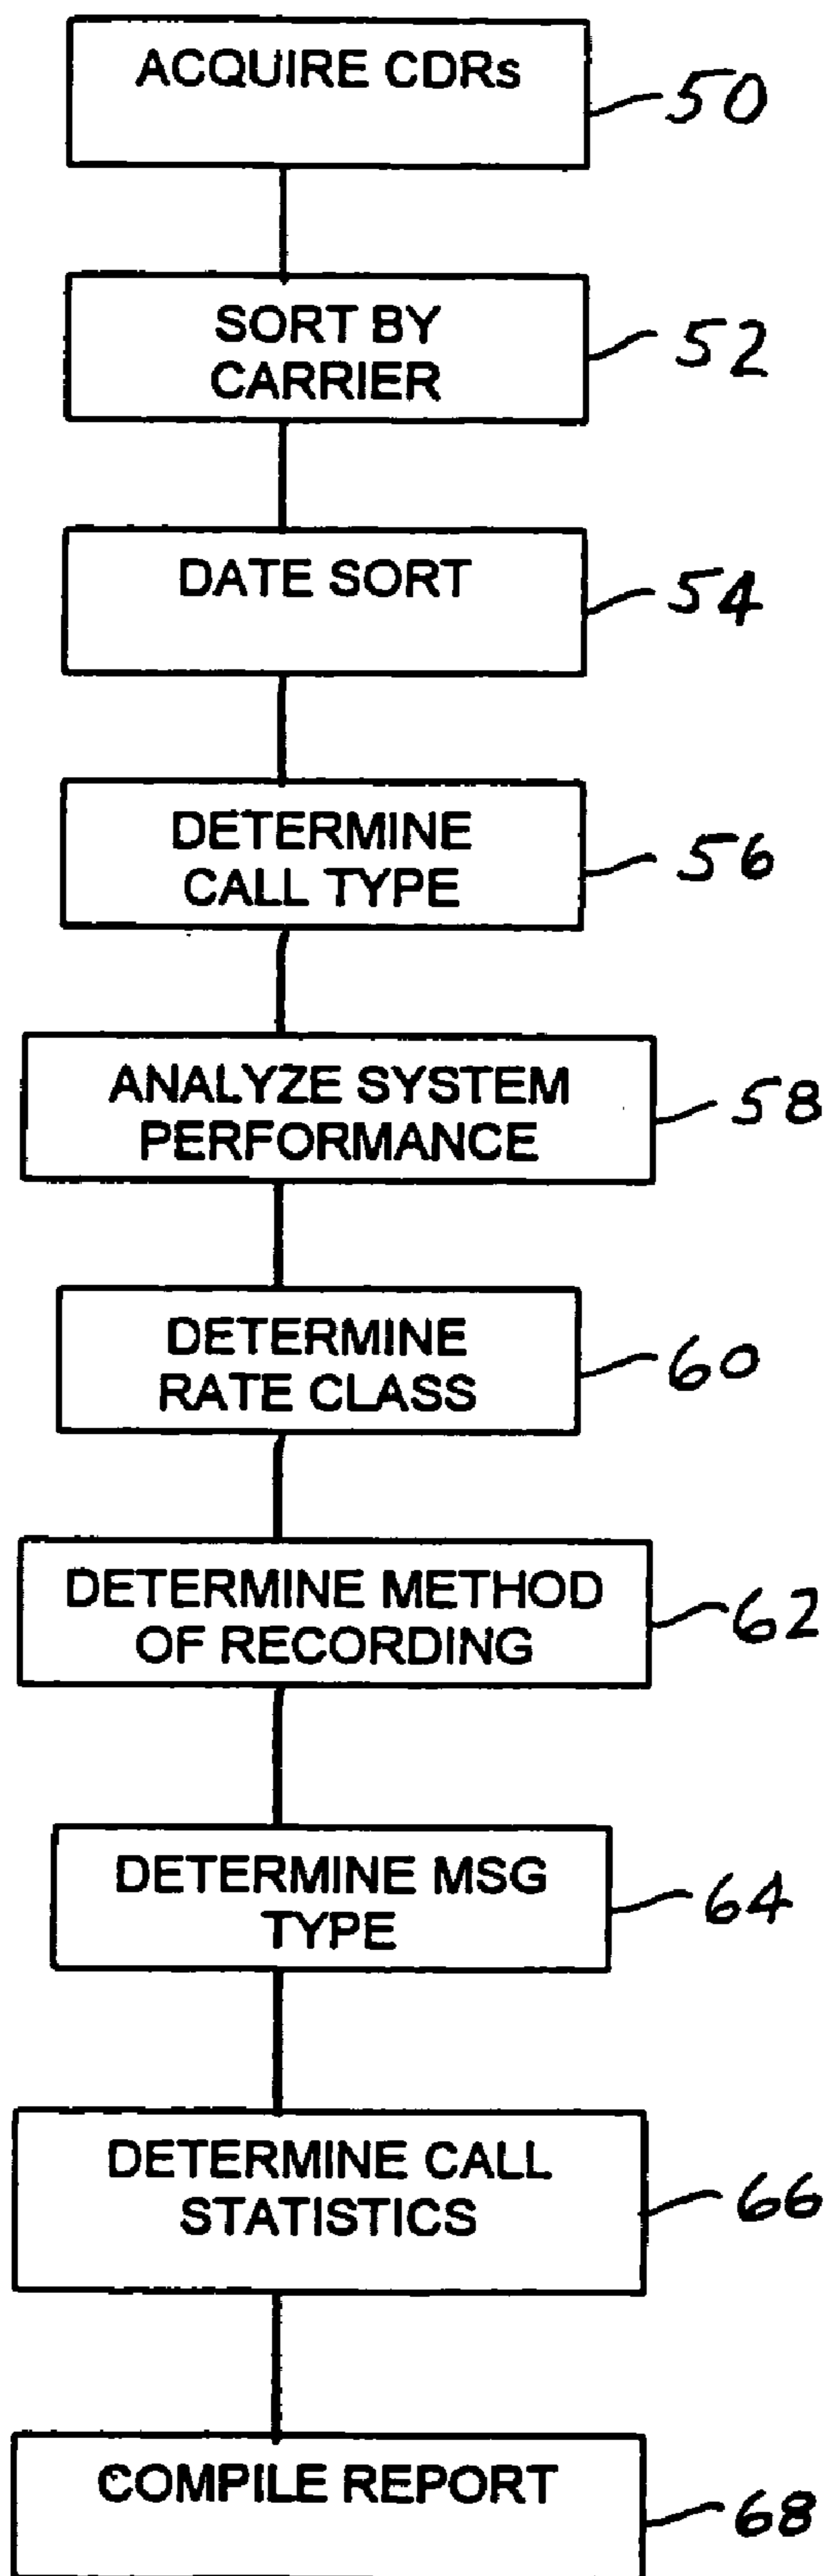 ACQUIRE CDRs
50
SORT BY
CARRIER
52
DATE SORT
54
DETERMINE
CALL TYPE
56
ANALYZE SYSTEM
PERFORMANCE
58
DETERMINE
RATE CLASS
60
DETERMINE METHOD
OF RECORDING
62
DETERMINE MSG
TYPE
64
DETERMINE CALL
STATISTICS
66
COMPILE REPORT
68